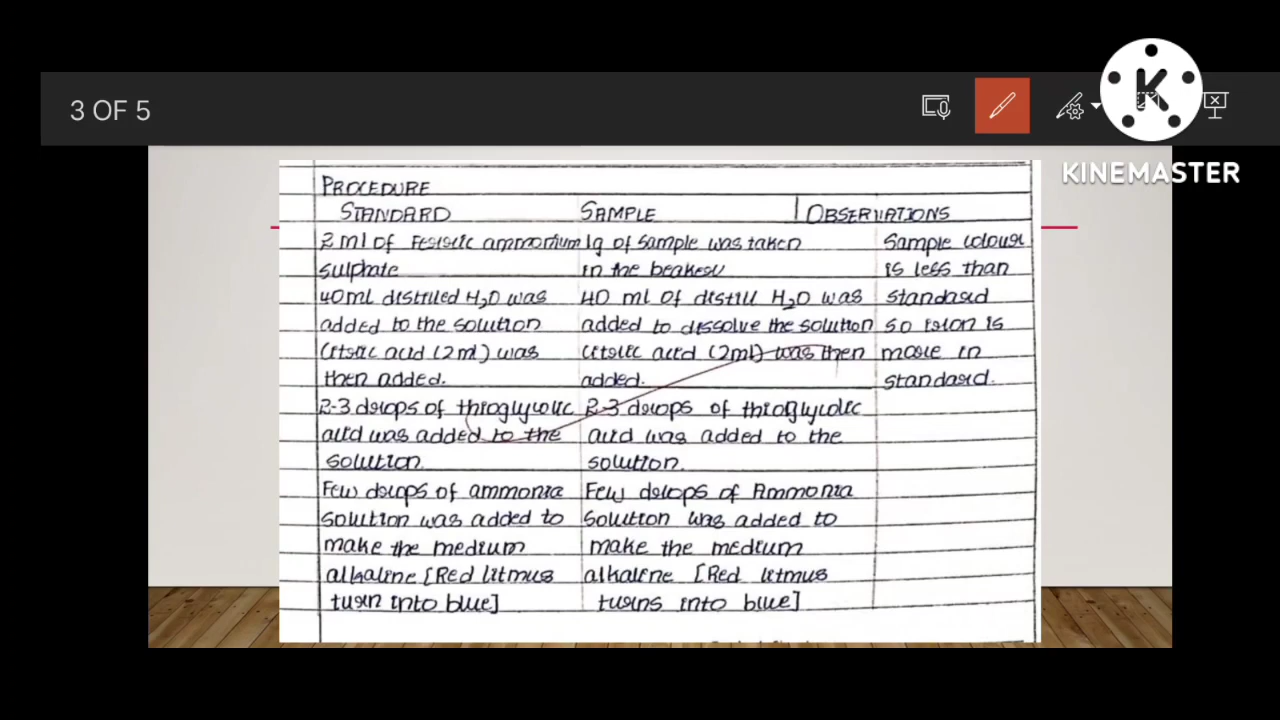 3 OF 5
KINEMASTER
PROCEDURE
STANDARD SAMPLE OBSERVATIONS
2 ml of Ferric ammonium 1g of sample was taken Sample colour
sulphate in the beaker is less than
40ml distilled H₂O was 40 ml of distill H₂O was standard
added to the solution added to dissolve the solution so iron is
Citric acid (2ml) was Citric acid (2ml) was then more in
then added. added. standard.
2-3 drops of thioglycolic 2-3 drops of thioglycolic
acid was added to the acid was added to the
solution. solution.
Few drops of ammonia Few drops of Ammonia
solution was added to solution was added to
make the medium make the medium
alkaline [Red litmus alkaline [Red litmus
turn into blue] turns into blue]